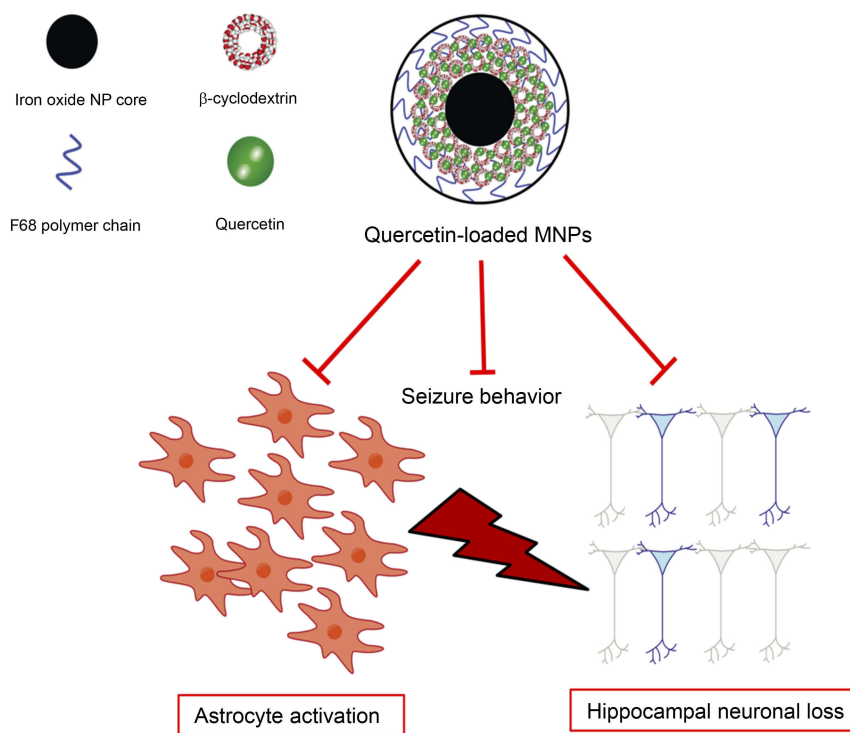 Iron oxide NP core
β-cyclodextrin
F68 polymer chain
Quercetin
Quercetin-loaded MNPs
Seizure behavior
Astrocyte activation
Hippocampal neuronal loss